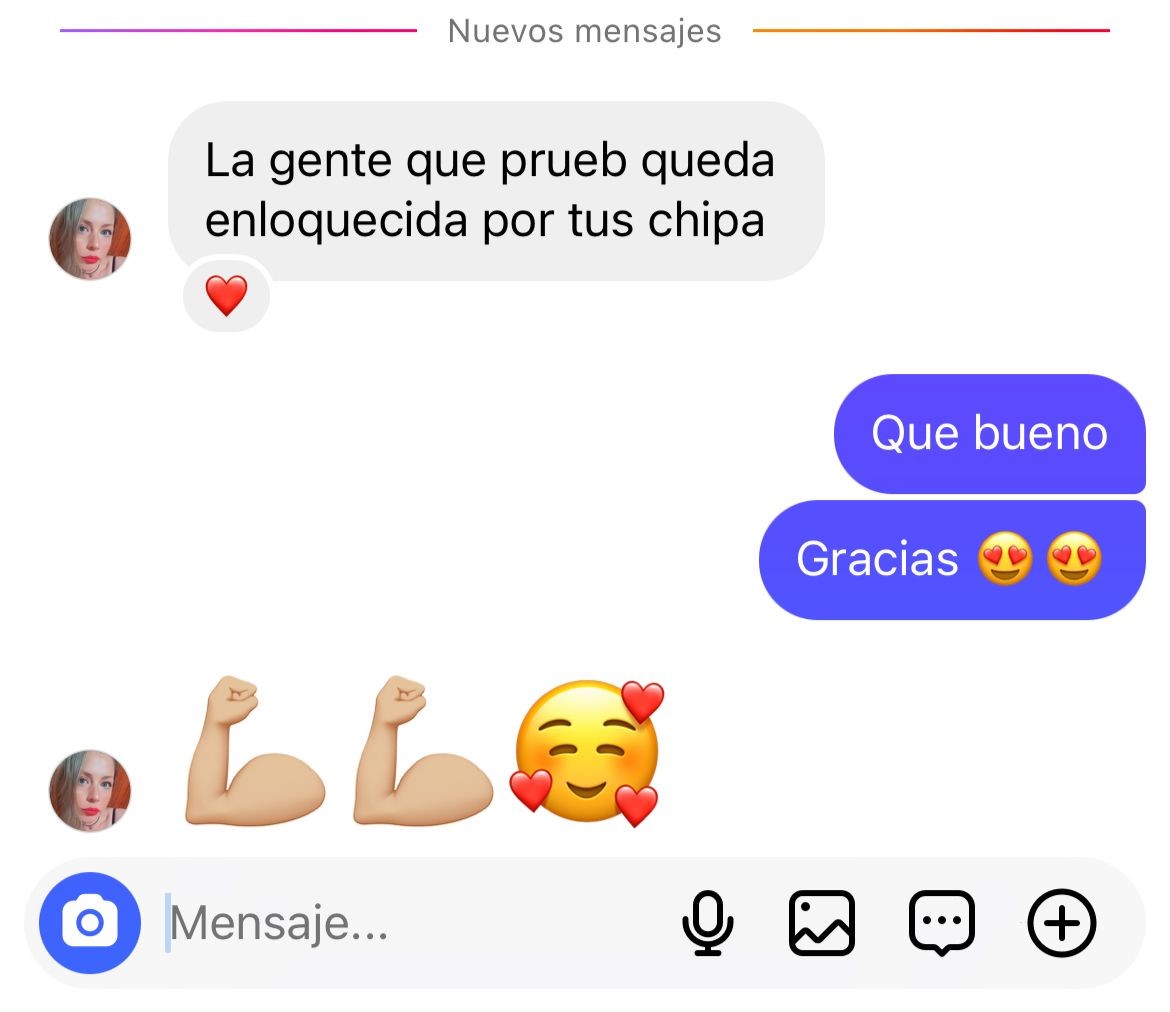 Nuevos mensajes
La gente que prueb queda
enloquecida por tus chipa
❤️
Que bueno
Gracias 😍😍
💪🏼💪🏼🥰
Mensaje...